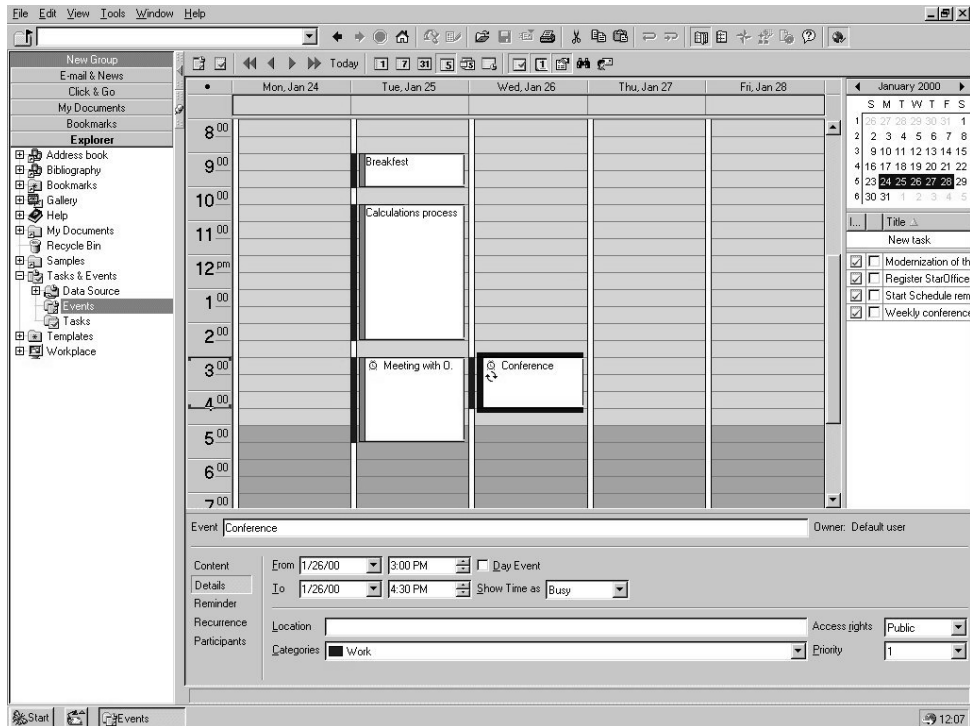 File Edit View Tools Window Help
New Group
E-mail & News
Click & Go
My Documents
Bookmarks
Explorer
Address book
Bibliography
Bookmarks
Gallery
Help
My Documents
Recycle Bin
Samples
Tasks & Events
Data Source
Events
Tasks
Templates
Workplace
Today 1 7 31 5
Mon, Jan 24 Tue, Jan 25 Wed, Jan 26 Thu, Jan 27 Fri, Jan 28
8 00
9 00 Breakfest
10 00 Calculations process
11 00
12 pm
1 00
2 00
3 00 Meeting with O. Conference
4 00
5 00
6 00
7 00
January 2000
S M T W T F S
1 26 27 28 29 30 31 1
2 2 3 4 5 6 7 8
3 9 10 11 12 13 14 15
4 16 17 18 19 20 21 22
5 23 24 25 26 27 28 29
6 30 31 1 2 3 4 5
I... Title
New task
Modernization of th
Register StarOffice
Start Schedule rem
Weekly conference
Event Conference Owner: Default user
Content
Details
Reminder
Recurrence
Participants
From 1/26/00 3:00 PM Day Event
To 1/26/00 4:30 PM Show Time as Busy
Location Access rights Public
Categories Work Priority 1
Start Events 12:07